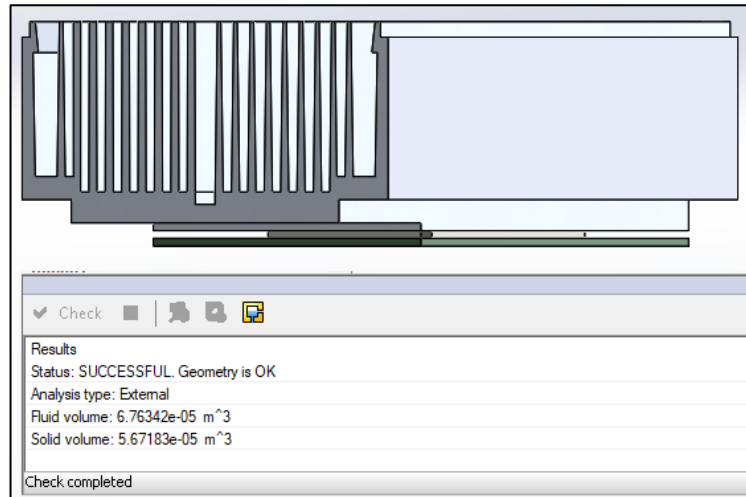 Check
Results
Status: SUCCESSFUL. Geometry is OK
Analysis type: External
Fluid volume: 6.76342e-05 m^3
Solid volume: 5.67183e-05 m^3
Check completed